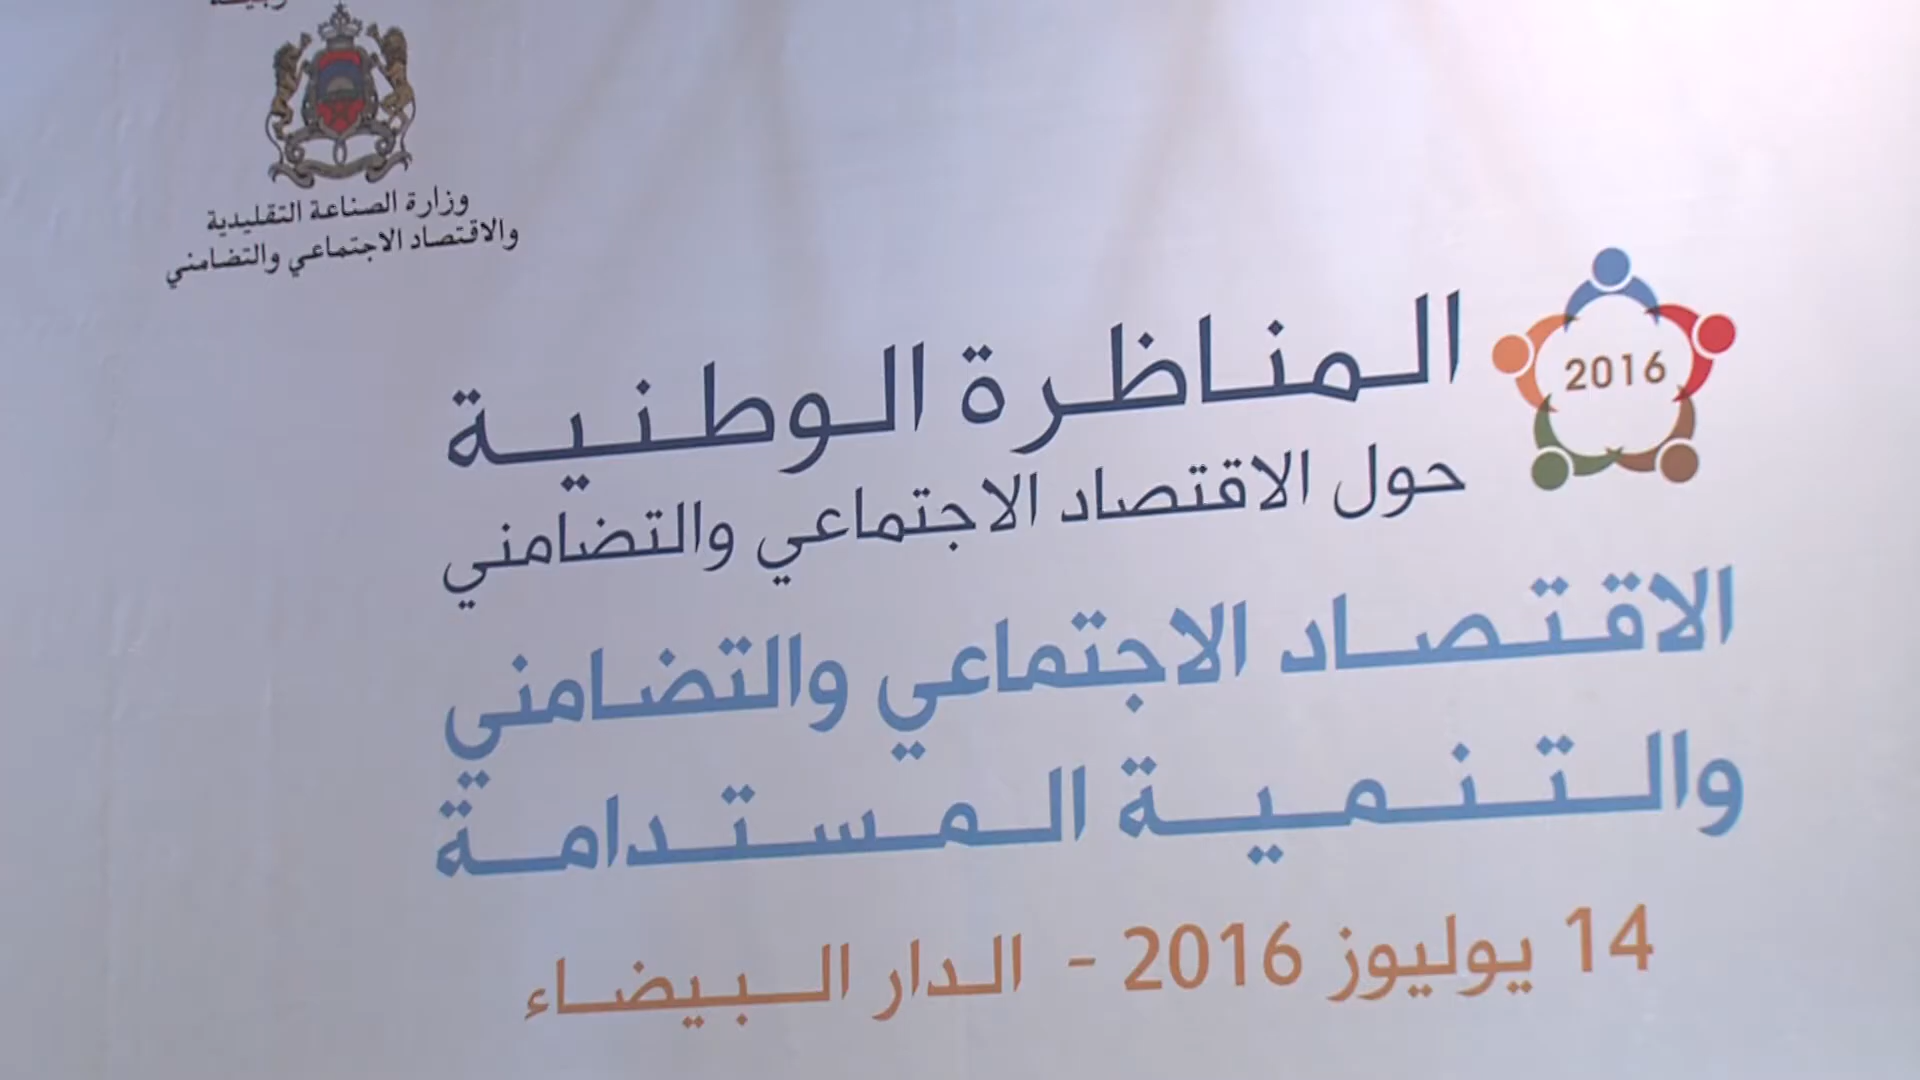 وزارة الصناعة التقليدية
والاقتصاد الاجتماعي والتضامني
المناظرة الوطنية
2016
حول الاقتصاد الاجتماعي والتضامني
الاقتصاد الاجتماعي والتضامني
والتنمية المستدامة
14 يوليوز 2016 - الدار البيضاء